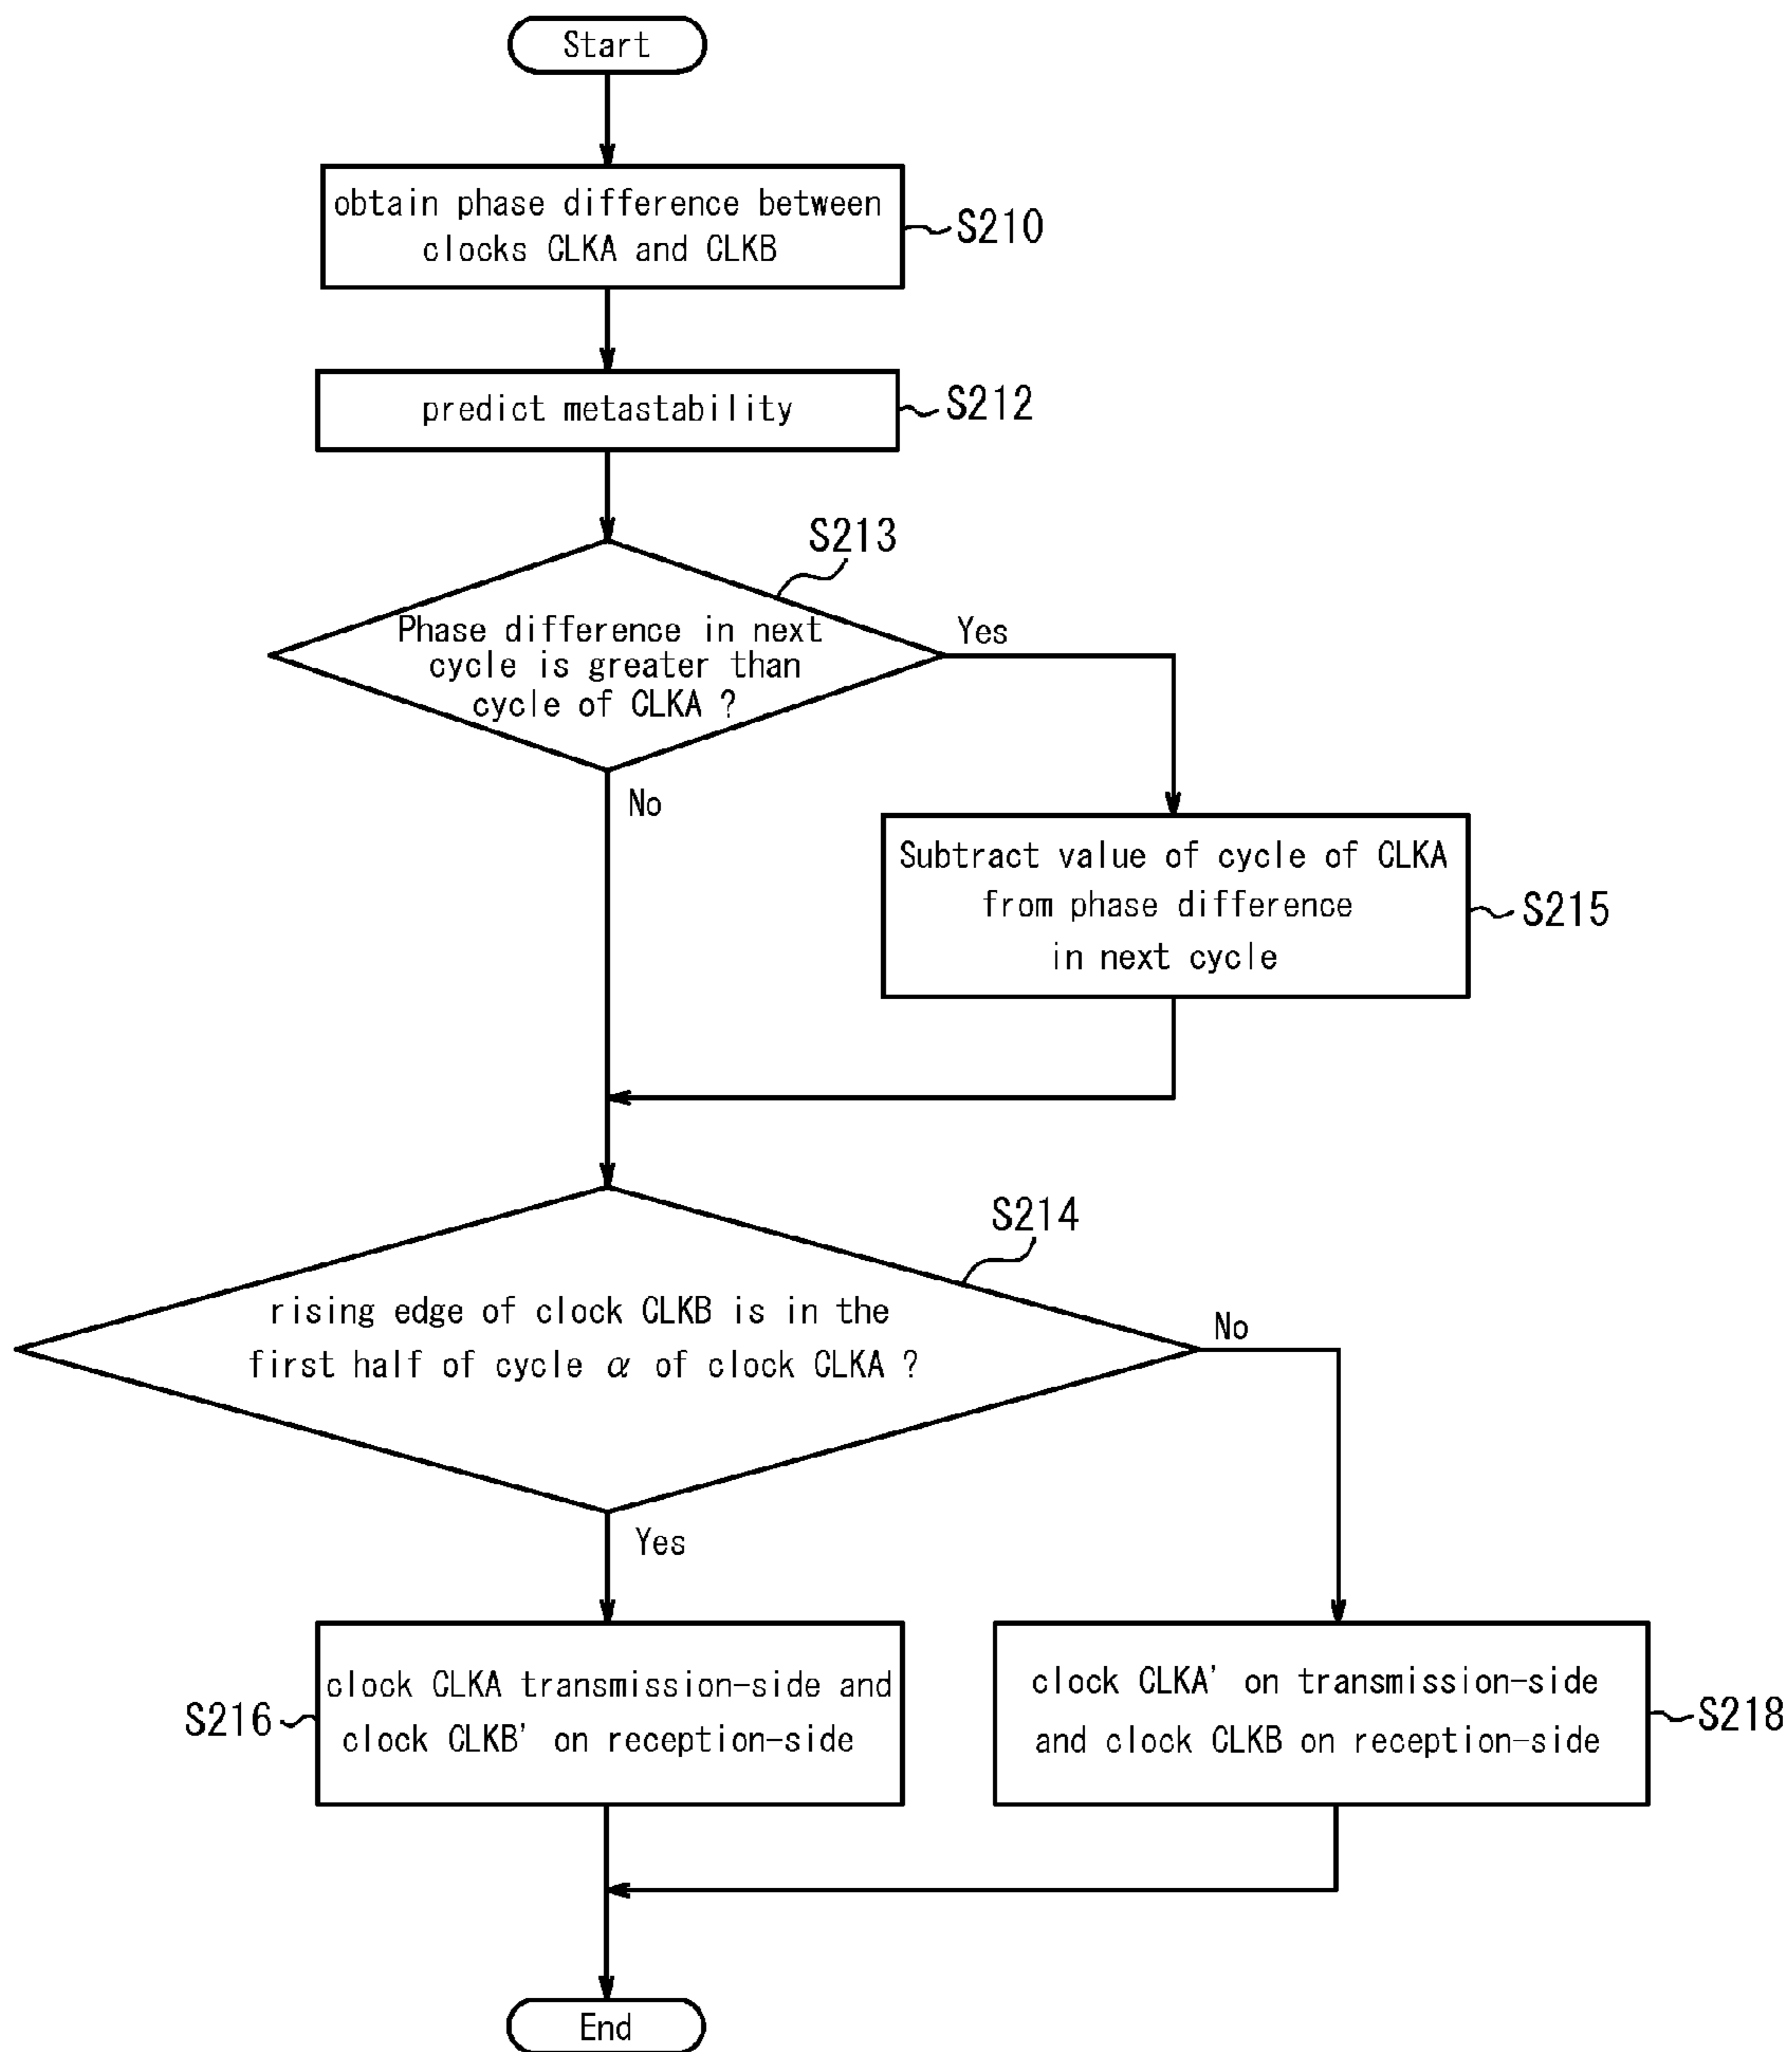 Start
obtain phase difference between
clocks CLKA and CLKB
S210
predict metastability
S212
S213
Phase difference in next
cycle is greater than
cycle of CLKA ?
Yes
No
Subtract value of cycle of CLKA
from phase difference
in next cycle
S215
S214
rising edge of clock CLKB is in the
first half of cycle α of clock CLKA ?
No
Yes
S216
clock CLKA transmission-side and
clock CLKB' on reception-side
clock CLKA' on transmission-side
and clock CLKB on reception-side
S218
End